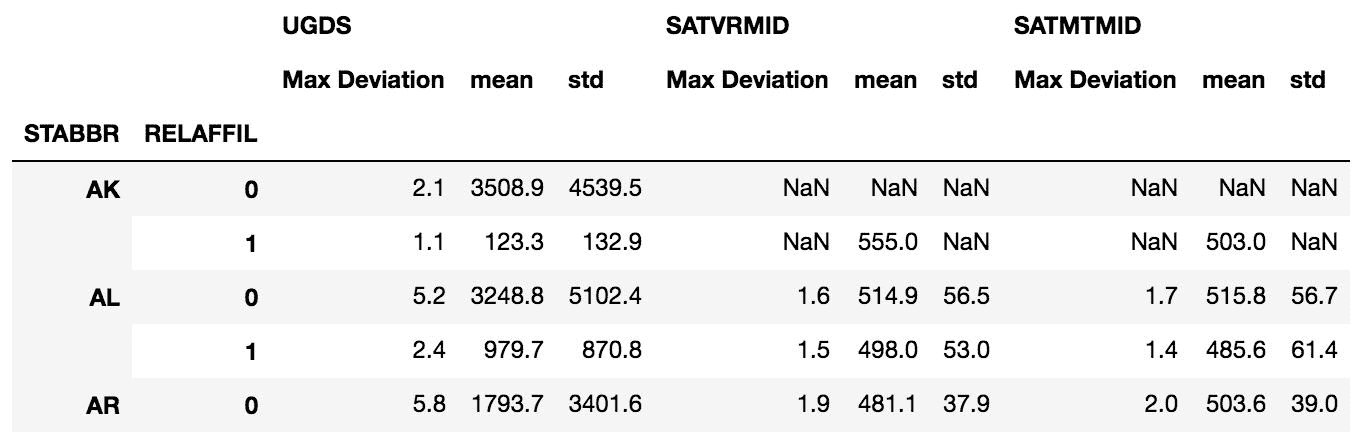 UGDS SATVRMID SATMTMID
Max Deviation mean std Max Deviation mean std Max Deviation mean std
STABBR RELAFFIL
AK 0 2.1 3508.9 4539.5 NaN NaN NaN NaN NaN NaN
1 1.1 123.3 132.9 NaN 555.0 NaN NaN 503.0 NaN
AL 0 5.2 3248.8 5102.4 1.6 514.9 56.5 1.7 515.8 56.7
1 2.4 979.7 870.8 1.5 498.0 53.0 1.4 485.6 61.4
AR 0 5.8 1793.7 3401.6 1.9 481.1 37.9 2.0 503.6 39.0